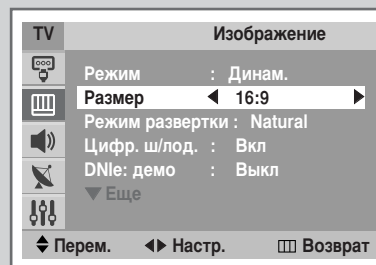 TV Изображение
Режим : Динам.
Размер 16:9
Режим развертки : Natural
Цифр. ш/под. : Вкл
DNIe: демо : Выкл
Еще
Перем. Настр. Возврат